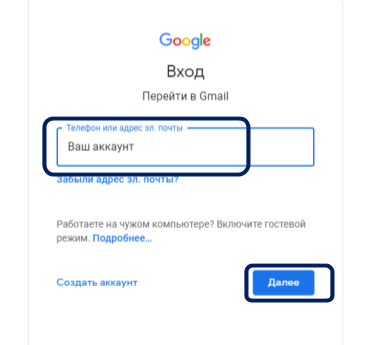 Google
Вход
Перейти в Gmail
Телефон или адрес эл. почты
Ваш аккаунт
Забыли адрес эл. почты?
Работаете на чужом компьютере? Включите гостевой
режим. Подробнее...
Создать аккаунт
Далее